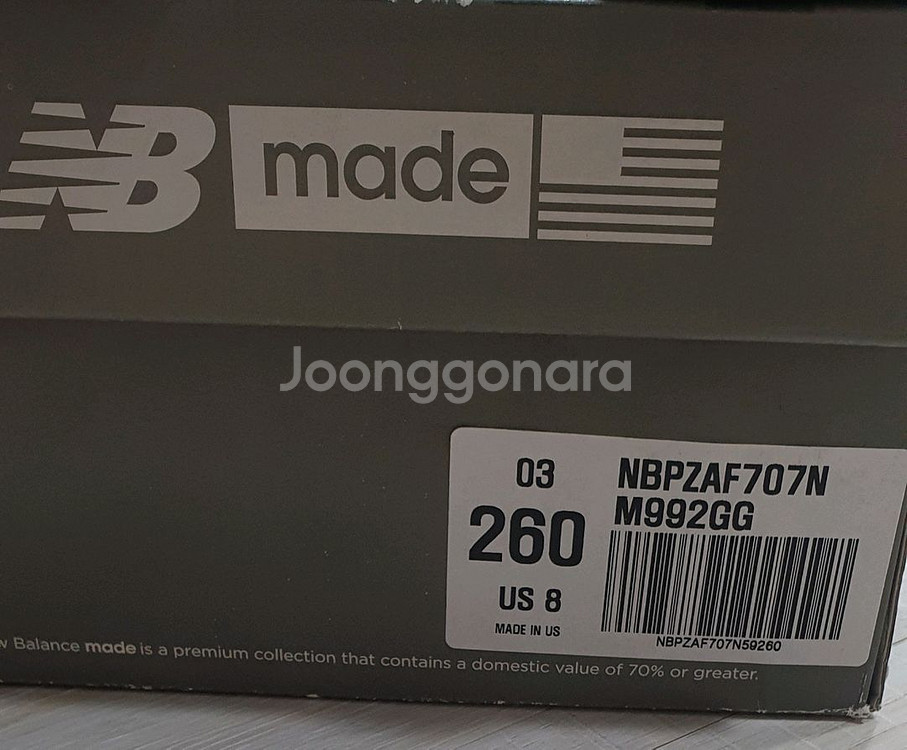 NB made
Joonggonara
03
260
US 8
MADE IN US
NBPZAF707N
M992GG
NBPZAF707N59260
w Balance made is a premium collection that contains a domestic value of 70% or greater.